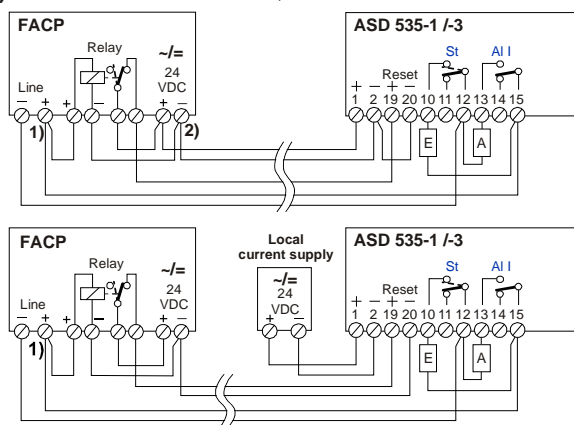 FACP
Relay
~/=
24
VDC
Line
− + + − + −
1) 2)
ASD 535-1 /-3
St Al I
Reset
+ − + −
1 2 19 20 10 11 12 13 14 15
E A
FACP
Relay
~/=
24
VDC
Line
− + + − + −
1)
Local
current supply
~/=
24
VDC
+ −
ASD 535-1 /-3
St Al I
Reset
+ − + −
1 2 19 20 10 11 12 13 14 15
E A